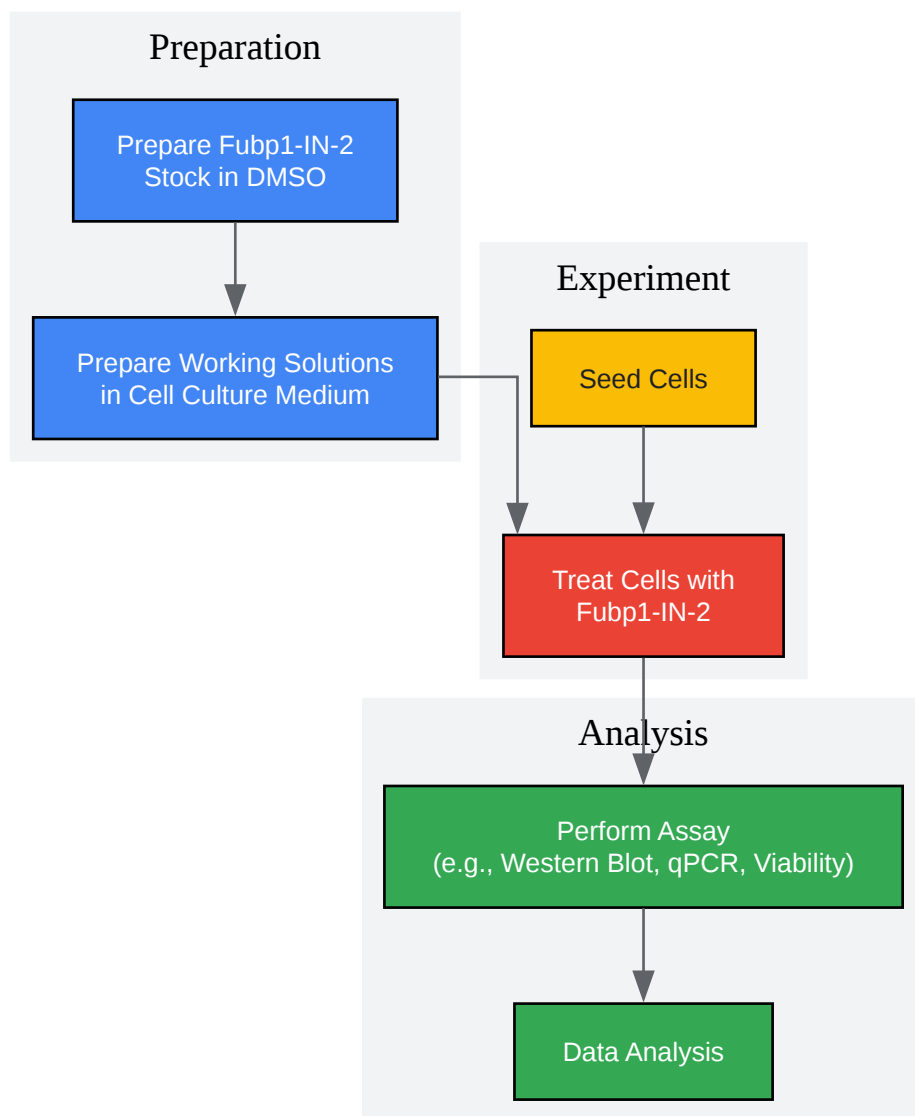 Preparation
Prepare Fubp1-IN-2
Stock in DMSO
Prepare Working Solutions
in Cell Culture Medium
Experiment
Seed Cells
Treat Cells with
Fubp1-IN-2
Analysis
Perform Assay
(e.g., Western Blot, qPCR, Viability)
Data Analysis